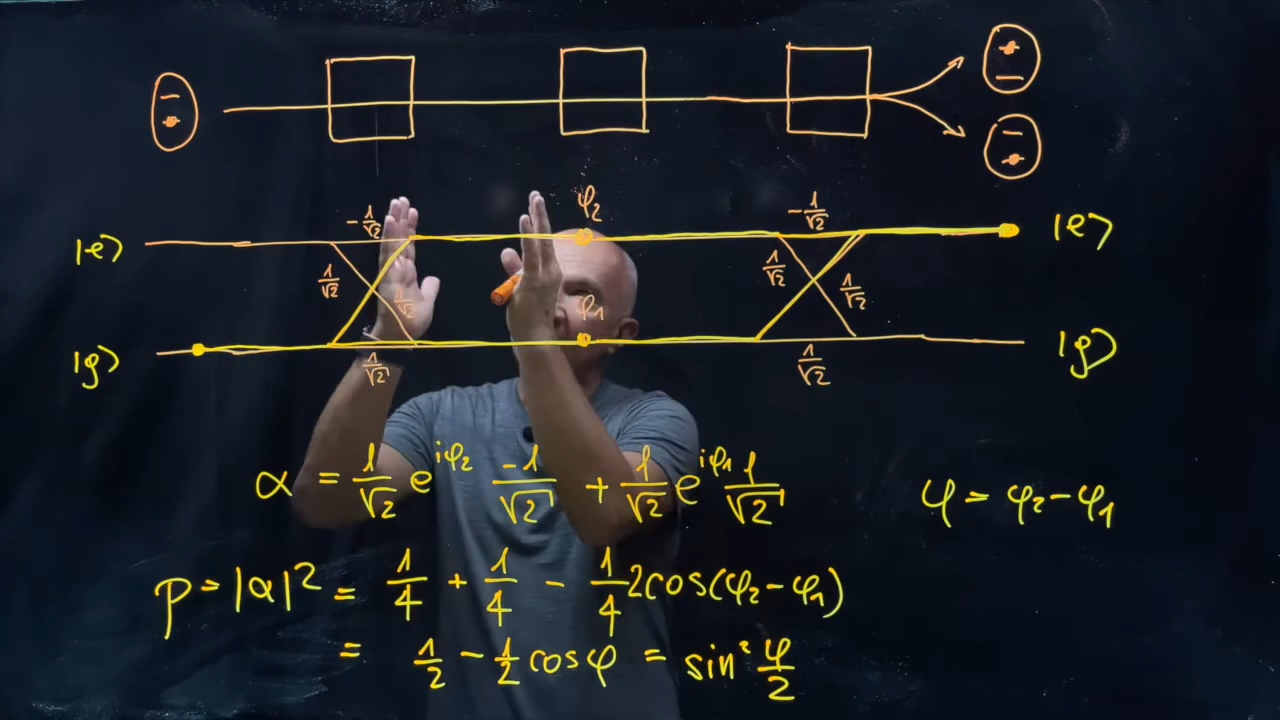 φ₂
-1/√2 -1/√2
|e⟩ |e⟩
1/√2 1/√2 1/√2 1/√2
φ₁
|g⟩ |g⟩
1/√2 1/√2
α = 1/√2 e^{iφ₂} -1/√2 + 1/√2 e^{iφ₁} 1/√2
φ = φ₂-φ₁
p = |α|² = 1/4 + 1/4 - 1/4 2cos(φ₂-φ₁)
= 1/2 - 1/2 cosφ = sin² φ/2